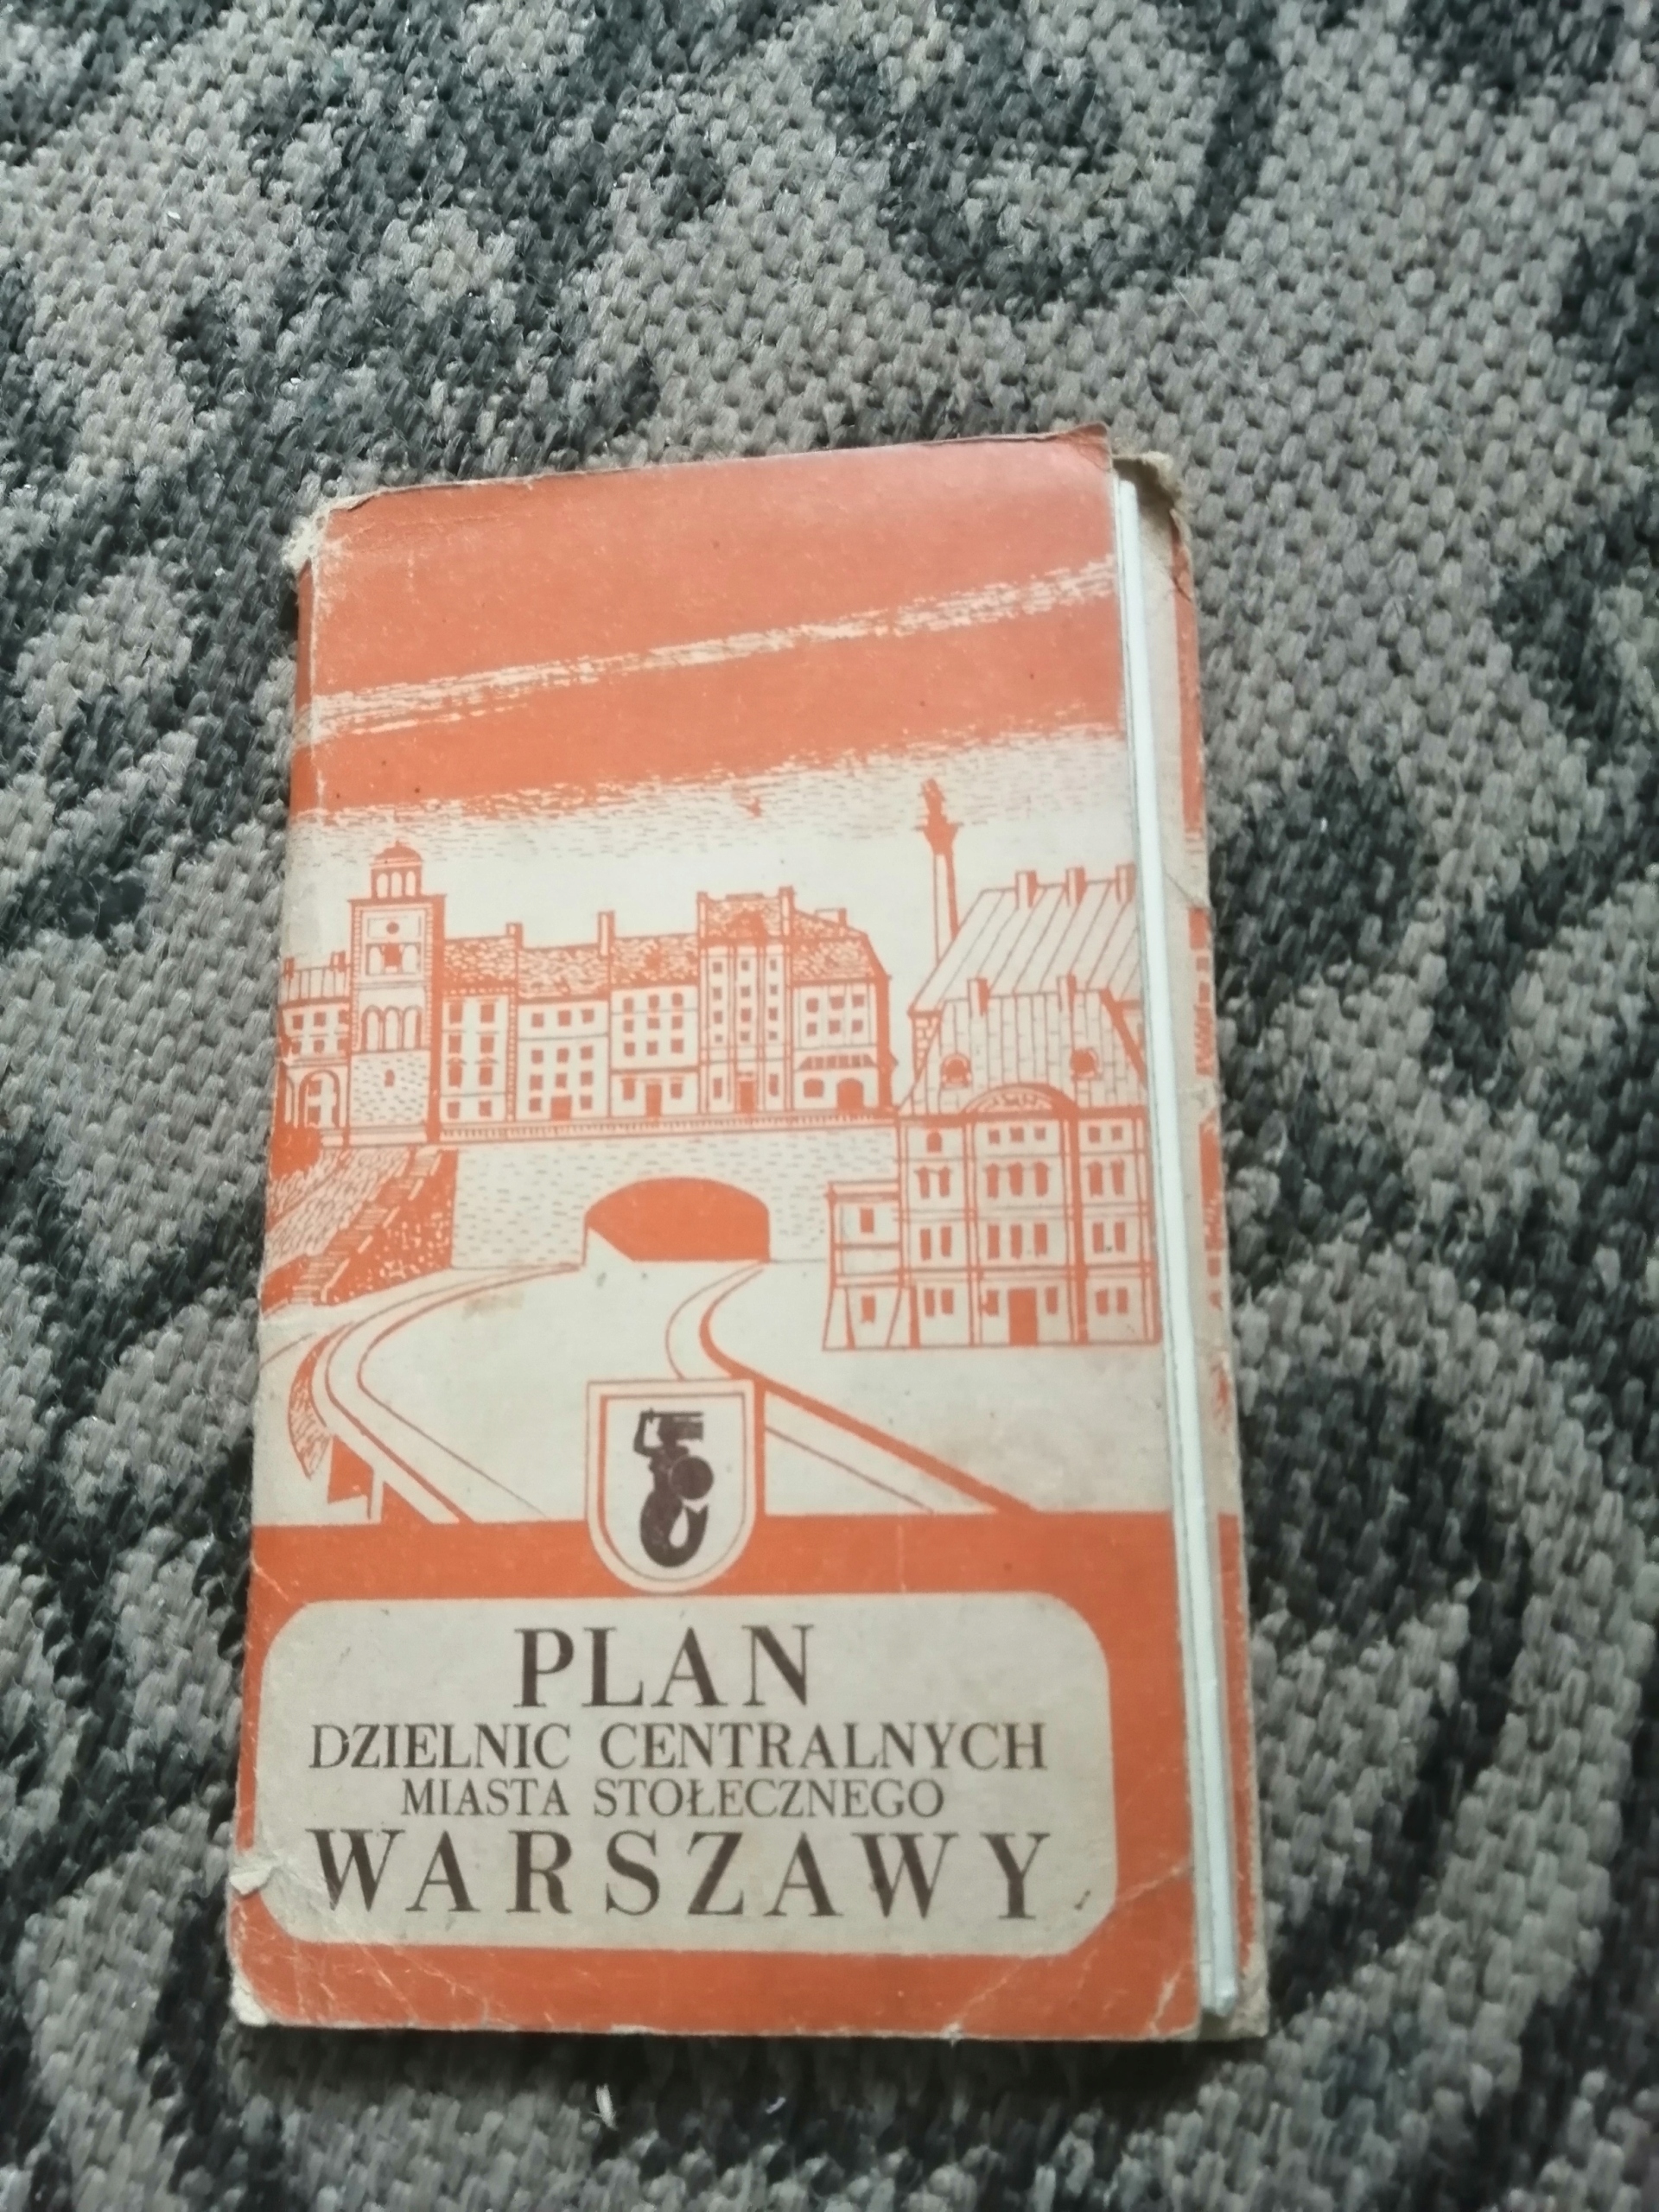 PLAN
DZIELNIC CENTRALNYCH
MIASTA STOŁECZNEGO
WARSZAWY